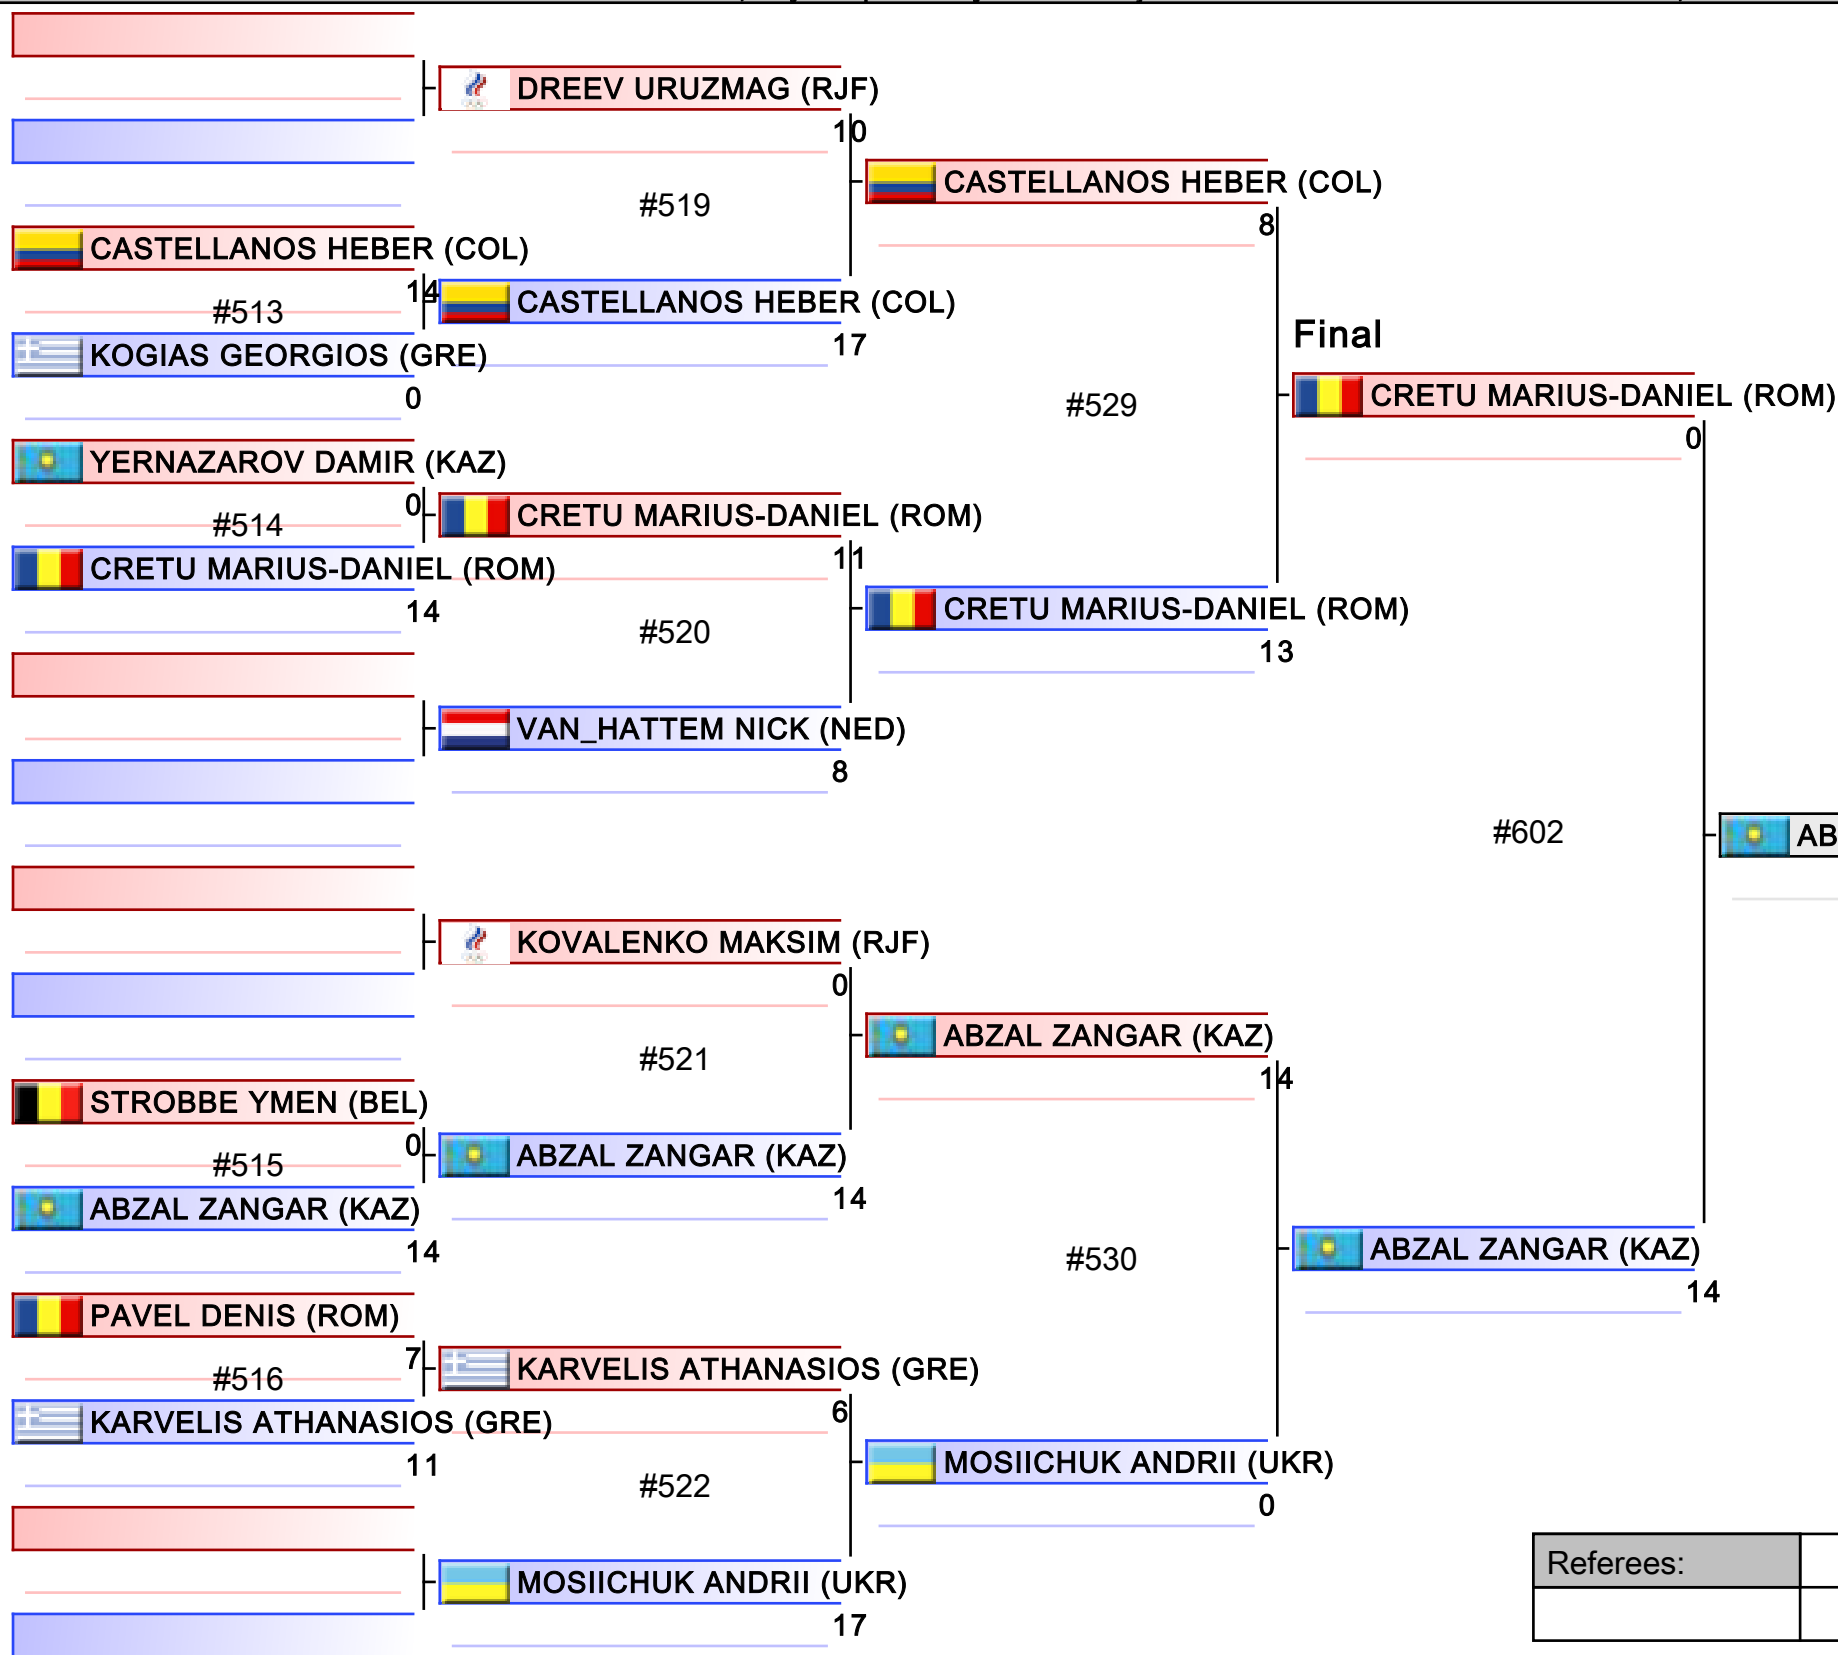 DREEV URUZMAG (RJF)
10
#519
CASTELLANOS HEBER (COL)
8
CASTELLANOS HEBER (COL)
14
#513
CASTELLANOS HEBER (COL)
17
KOGIAS GEORGIOS (GRE)
0
Final
#529
CRETU MARIUS-DANIEL (ROM)
0
YERNAZAROV DAMIR (KAZ)
0
#514
CRETU MARIUS-DANIEL (ROM)
11
CRETU MARIUS-DANIEL (ROM)
14
#520
CRETU MARIUS-DANIEL (ROM)
13
VAN_HATTEM NICK (NED)
8
#602
AB
KOVALENKO MAKSIM (RJF)
0
#521
ABZAL ZANGAR (KAZ)
14
STROBBE YMEN (BEL)
0
#515
ABZAL ZANGAR (KAZ)
14
ABZAL ZANGAR (KAZ)
14
#530
ABZAL ZANGAR (KAZ)
14
PAVEL DENIS (ROM)
7
#516
KARVELIS ATHANASIOS (GRE)
6
KARVELIS ATHANASIOS (GRE)
11
#522
MOSIICHUK ANDRII (UKR)
0
MOSIICHUK ANDRII (UKR)
17
Referees: